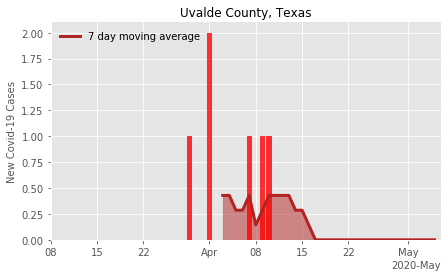 Uvalde County, Texas
7 day moving average
New Covid-19 Cases
2.00
1.75
1.50
1.25
1.00
0.75
0.50
0.25
0.00
08 15 22 Apr 08 15 22 May
2020-May